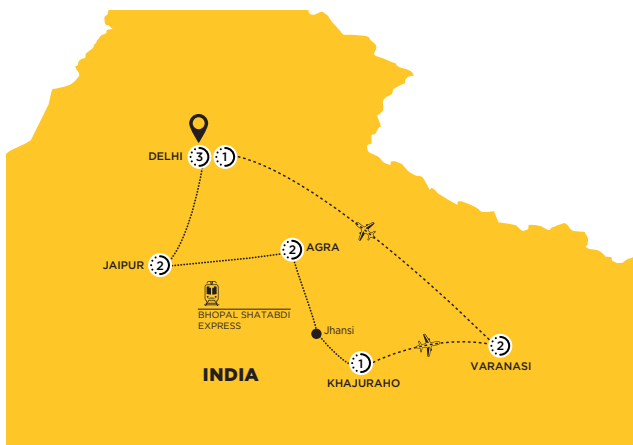 DELHI 3 1
JAIPUR 2
2 AGRA
BHOPAL SHATABDI
EXPRESS
Jhansi
1
KHAJURAHO
2
VARANASI
INDIA